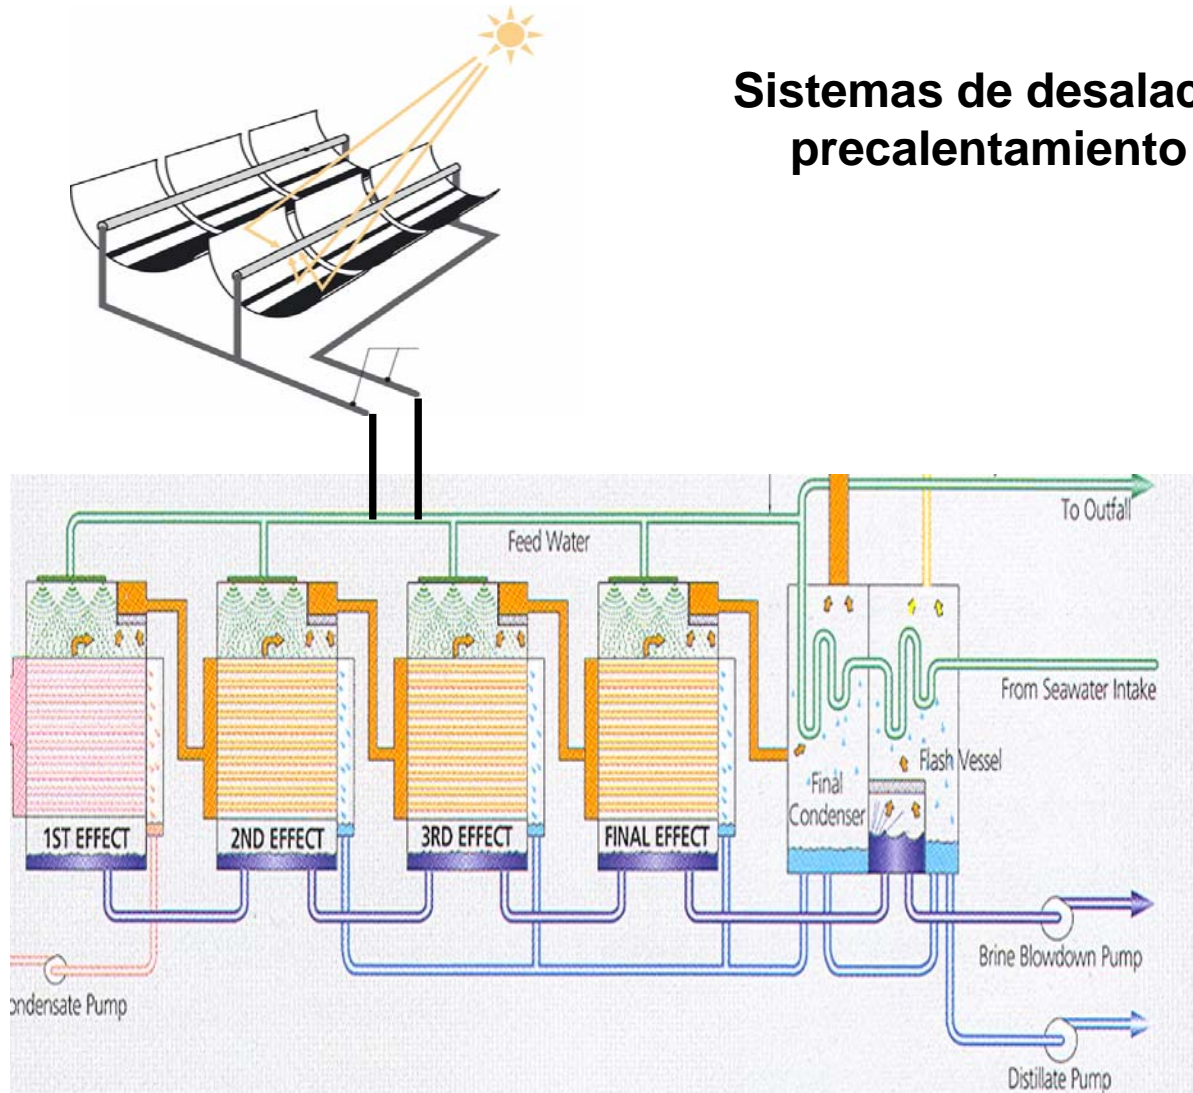 Sistemas de desalac
precalentamiento
To Outfall
Feed Water
From Seawater Intake
Flash Vessel
Final
Condenser
1ST EFFECT
2ND EFFECT
3RD EFFECT
FINAL EFFECT
Brine Blowdown Pump
ondensate Pump
Distillate Pump